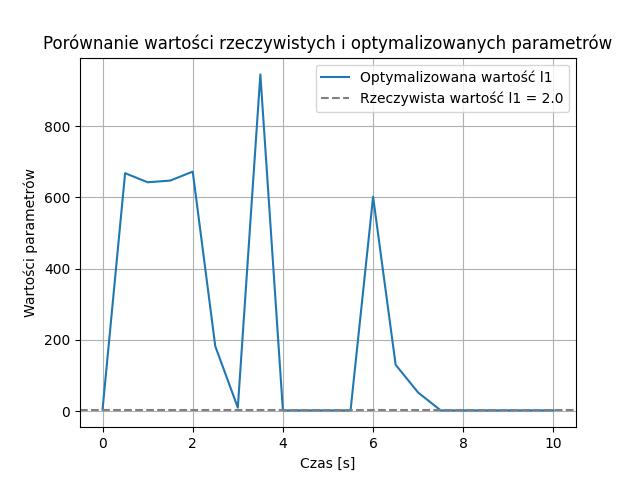 Porównanie wartości rzeczywistych i optymalizowanych parametrów
Optymalizowana wartość l1
Rzeczywista wartość l1 = 2.0
Wartości parametrów
800
600
400
200
0
0 2 4 6 8 10
Czas [s]